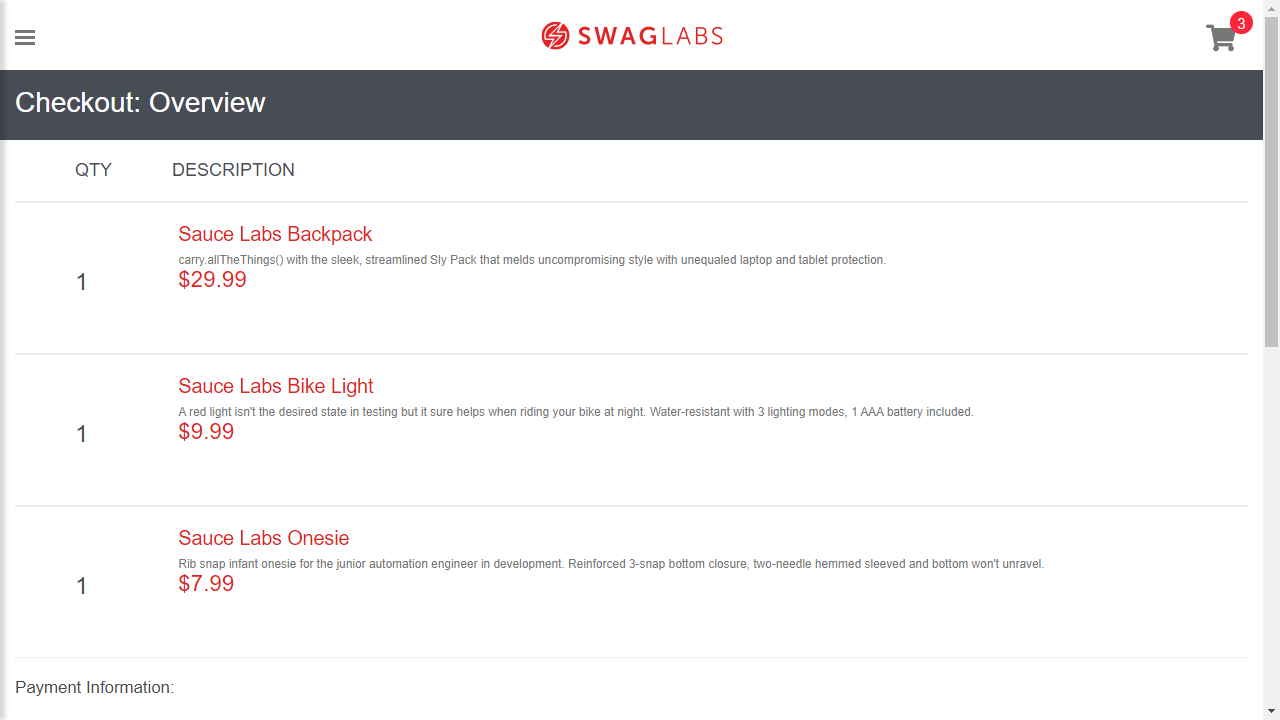 SWAGLABS
3
Checkout: Overview
QTY DESCRIPTION
Sauce Labs Backpack
carry.allTheThings() with the sleek, streamlined Sly Pack that melds uncompromising style with unequaled laptop and tablet protection.
1
$29.99
Sauce Labs Bike Light
A red light isn't the desired state in testing but it sure helps when riding your bike at night. Water-resistant with 3 lighting modes, 1 AAA battery included.
1
$9.99
Sauce Labs Onesie
Rib snap infant onesie for the junior automation engineer in development. Reinforced 3-snap bottom closure, two-needle hemmed sleeved and bottom won't unravel.
1
$7.99
Payment Information: